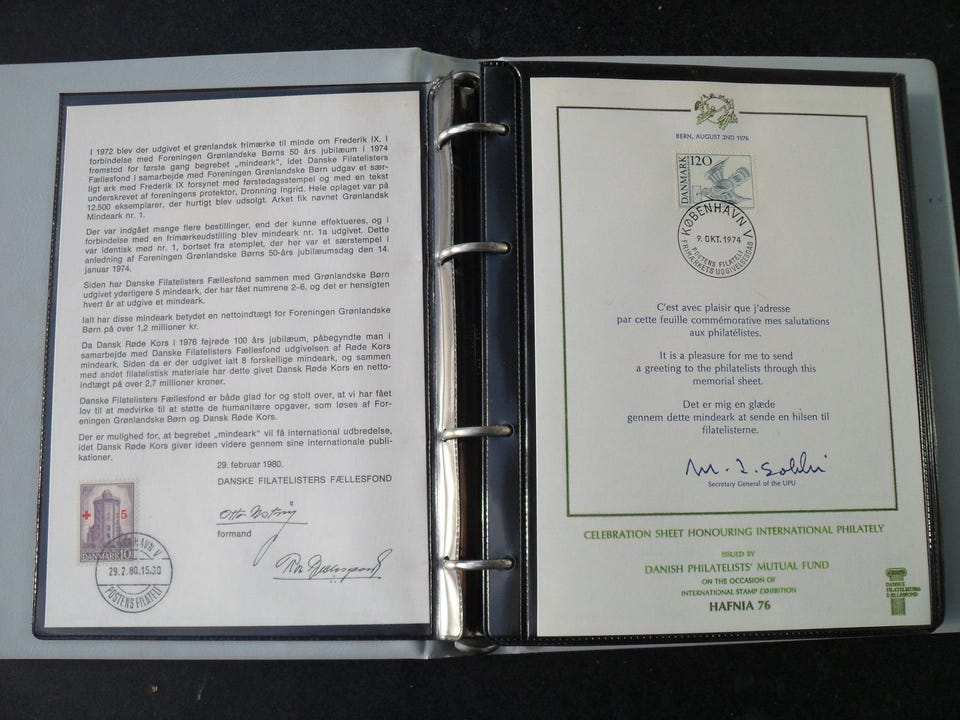 I 1972 blev der udgivet et grønlandsk frimærke til minde om Frederik IX. I
forbindelse med Foreningen Grønlandske Børns 50 års jubilæum i 1974
fremstod for første gang begrebet „mindeark", idet Danske Filatelisters
Fællesfond i samarbejde med Foreningen Grønlandske Børn udgav et sær-
ligt ark med Frederik IX forsynet med førstedagsstempel og med en tekst
underskrevet af foreningens protektor, Dronning Ingrid. Hele oplaget var på
12.500 eksemplarer, der hurtigt blev udsolgt. Arket fik navnet Grønlandsk
Mindeark nr. 1.
Der var indgået mange flere bestillinger, end der kunne effektueres, og i
forbindelse med en frimærkeudstilling blev mindeark nr. 1a udgivet. Dette
var identisk med nr. 1, bortset fra stemplet, der her var et særstempel i
anledning af Foreningen Grønlandske Børns 50-års jubilæumsdag den 14.
januar 1974.
Siden har Danske Filatelisters Fællesfond sammen med Grønlandske Børn
udgivet yderligere 5 mindeark, der har fået numrene 2–6, og det er hensigten
hvert år at udgive et mindeark.
Ialt har disse mindeark betydet en nettoindtægt for Foreningen Grønlandske
Børn på over 1,2 millioner kr.
Da Dansk Røde Kors i 1976 fejrede 100 års jubilæum, påbegyndte man i
samarbejde med Danske Filatelisters Fællesfond udgivelsen af Røde Kors
mindeark. Siden da er der udgivet ialt 8 forskellige mindeark, og sammen
med andet filatelistisk materiale har dette givet Dansk Røde Kors en netto-
indtægt på over 2,7 millioner kroner.
Danske Filatelisters Fællesfond er både glad for og stolt over, at vi har fået
lov til at medvirke til at støtte de humanitære opgaver, som løses af For-
eningen Grønlandske Børn og Dansk Røde Kors.
Der er mulighed for, at begrebet „mindeark" vil få international udbredelse,
idet Dansk Røde Kors giver ideen videre gennem sine internationale publi-
kationer.
29. februar 1980.
DANSKE FILATELISTERS FÆLLESFOND
formand
+ 5
DANMARK 10
KØBENHAVN V
29.2.80.15.30
POSTENS FILATELI
BERN, AUGUST 2ND 1976
DANMARK 120
KØBENHAVN V
9. OKT. 1974
POSTENS FILATELI
FRIMÆRKETS UDGIVELSESDAG
C'est avec plaisir que j'adresse
par cette feuille commémorative mes salutations
aux philatélistes.
It is a pleasure for me to send
a greeting to the philatelists through this
memorial sheet.
Det er mig en glæde
gennem dette mindeark at sende en hilsen til
filatelisterne.
Secretary General of the UPU
CELEBRATION SHEET HONOURING INTERNATIONAL PHILATELY
ISSUED BY
DANISH PHILATELISTS' MUTUAL FUND
ON THE OCCASION OF
INTERNATIONAL STAMP EXHIBITION
HAFNIA 76
DANSKE
FILATELISTERS
FÆLLESFOND